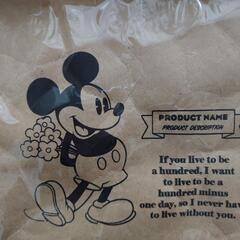 PRODUCT NAME
PRODUCT DESCRIPTION
If you live to be
a hundred, I want
to live to be a
hundred minus
one day, so I never have
to live without you.